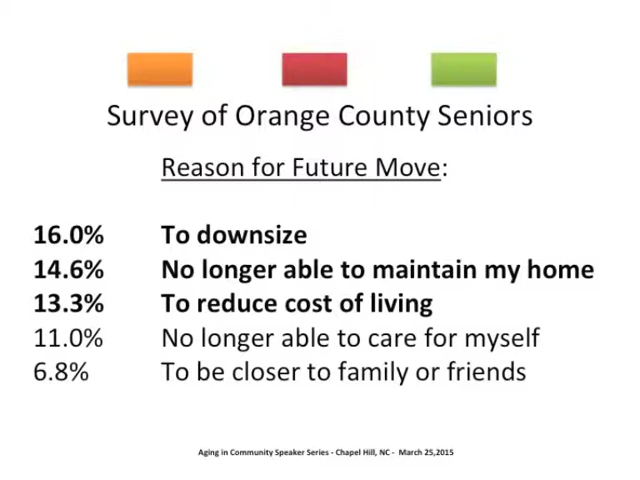 Survey of Orange County Seniors
Reason for Future Move:
16.0% To downsize
14.6% No longer able to maintain my home
13.3% To reduce cost of living
11.0% No longer able to care for myself
6.8% To be closer to family or friends
Aging in Community Speaker Series - Chapel Hill, NC - March 25,2015